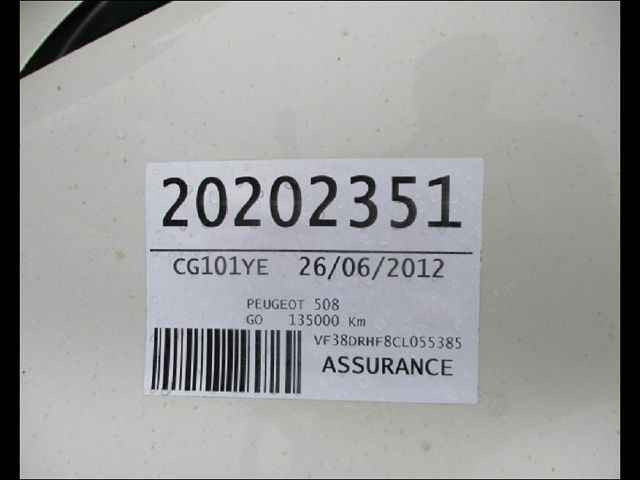 20202351
CG101YE 26/06/2012
PEUGEOT 508
GO 135000 Km
VF38DRHF8CL055385
ASSURANCE